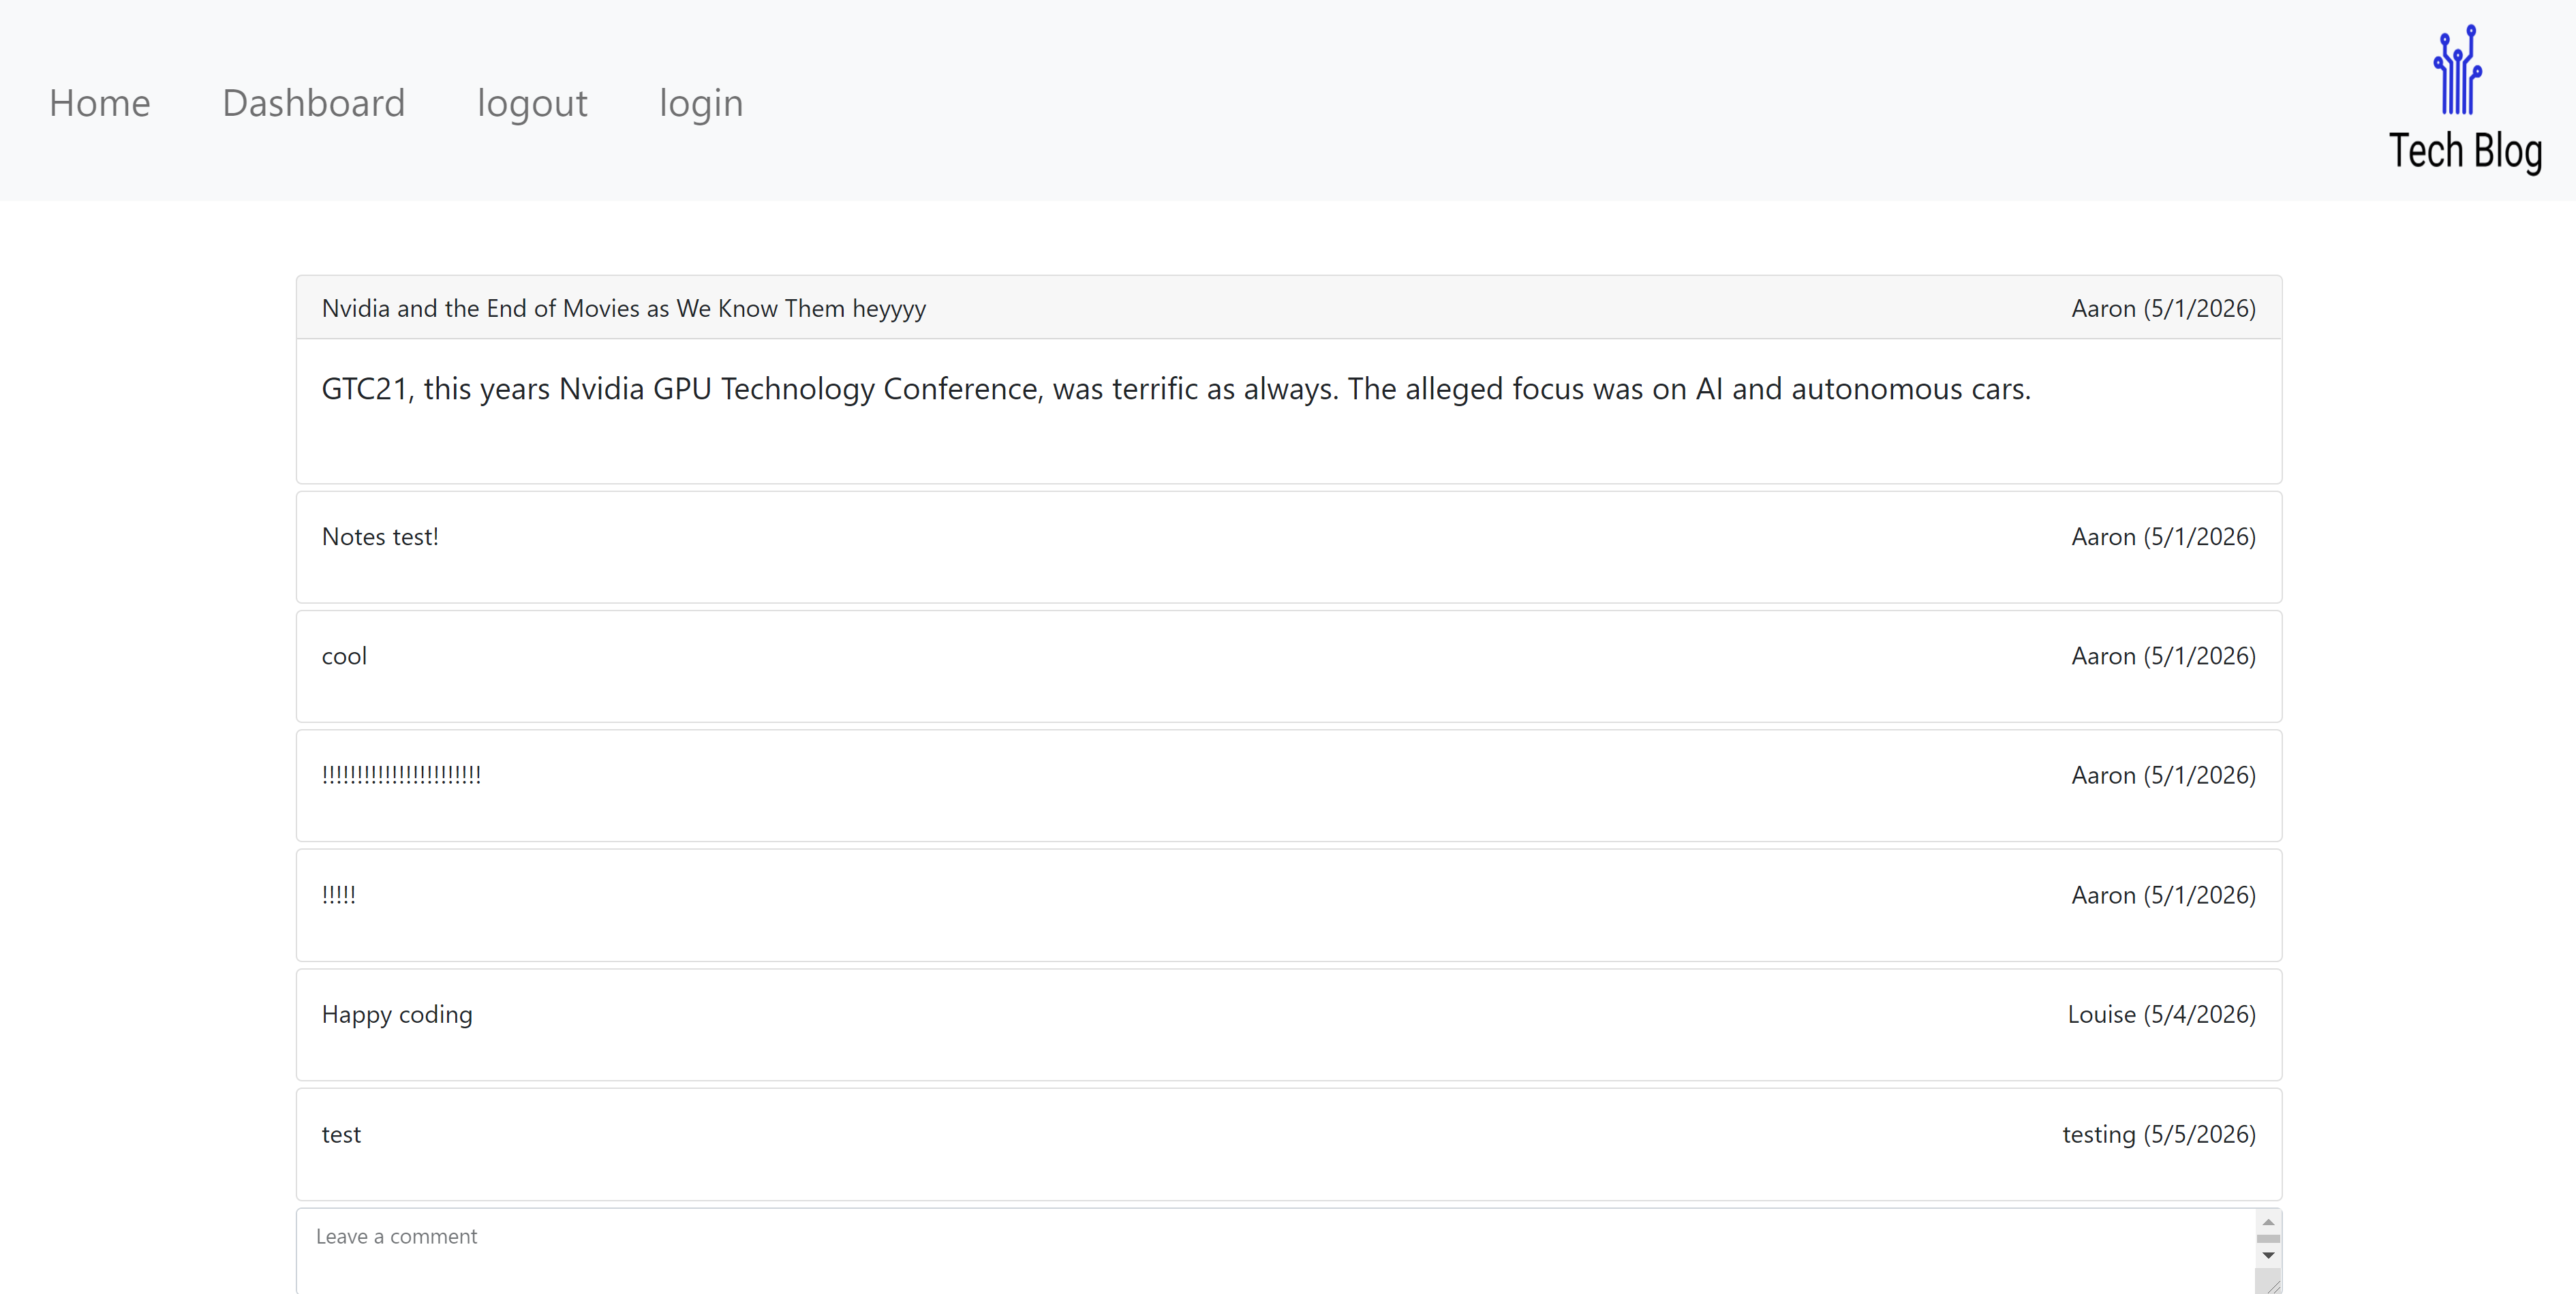 Home Dashboard logout login
Tech Blog
Nvidia and the End of Movies as We Know Them heyyyy Aaron (5/1/2026)
GTC21, this years Nvidia GPU Technology Conference, was terrific as always. The alleged focus was on AI and autonomous cars.
Notes test! Aaron (5/1/2026)
cool Aaron (5/1/2026)
!!!!!!!!!!!!!!!!!!!!!!! Aaron (5/1/2026)
!!!!! Aaron (5/1/2026)
Happy coding Louise (5/4/2026)
test testing (5/5/2026)
Leave a comment